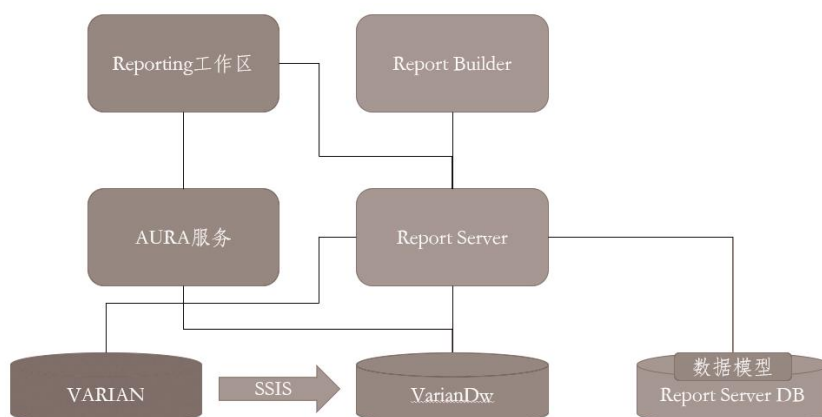 Reporting工作区
Report Builder
AURA服务
Report Server
VARIAN
SSIS
VarianDw
数据模型
Report Server DB